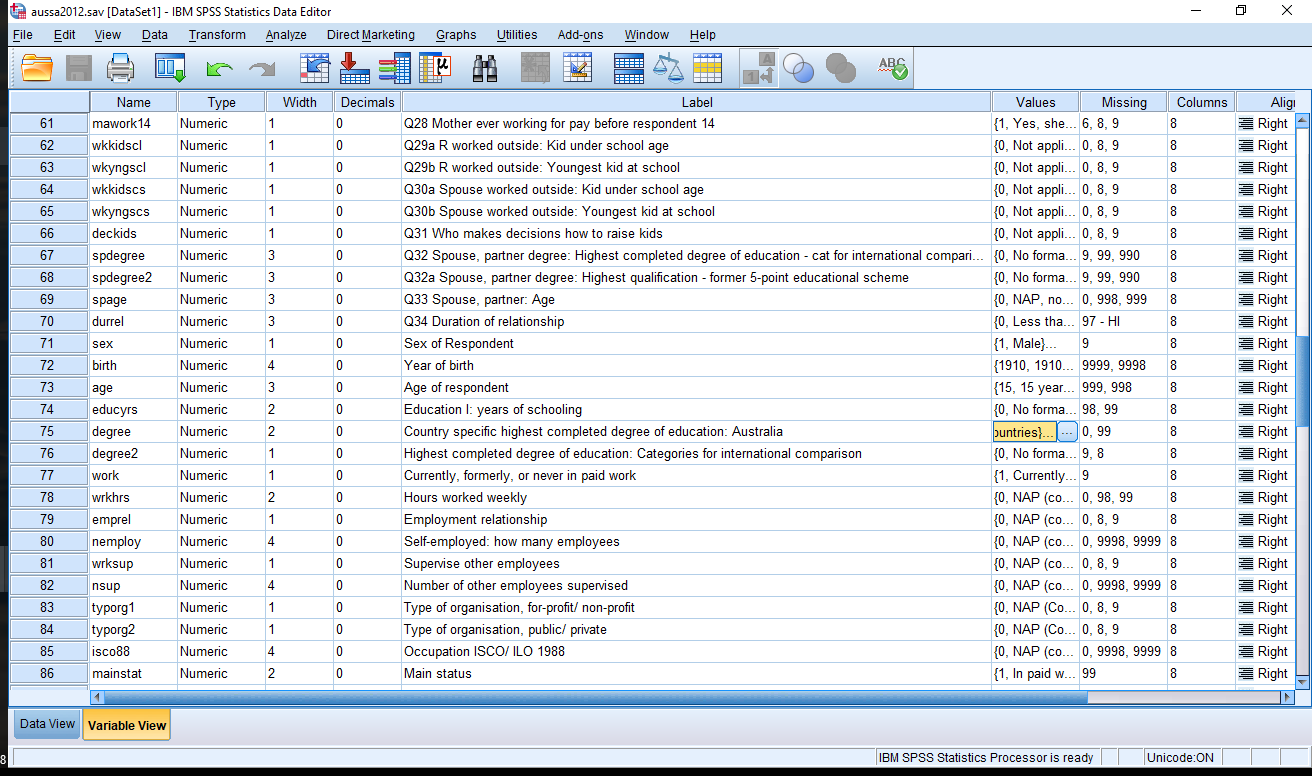 aussa2012.sav [DataSet1] - IBM SPSS Statistics Data Editor
File Edit View Data Transform Analyze Direct Marketing Graphs Utilities Add-ons Window Help
Name Type Width Decimals Label Values Missing Columns Align
61 mawork14 Numeric 1 0 Q28 Mother ever working for pay before respondent 14 {1, Yes, she... 6, 8, 9 8 Right
62 wkkidscl Numeric 1 0 Q29a R worked outside: Kid under school age {0, Not appli... 0, 8, 9 8 Right
63 wkyngscl Numeric 1 0 Q29b R worked outside: Youngest kid at school {0, Not appli... 0, 8, 9 8 Right
64 wkkidscs Numeric 1 0 Q30a Spouse worked outside: Kid under school age {0, Not appli... 0, 8, 9 8 Right
65 wkyngscs Numeric 1 0 Q30b Spouse worked outside: Youngest kid at school {0, Not appli... 0, 8, 9 8 Right
66 deckids Numeric 1 0 Q31 Who makes decisions how to raise kids {0, Not appli... 0, 8, 9 8 Right
67 spdegree Numeric 3 0 Q32 Spouse, partner degree: Highest completed degree of education - cat for international compari... {0, No forma... 9, 99, 990 8 Right
68 spdegree2 Numeric 3 0 Q32a Spouse, partner degree: Highest qualification - former 5-point educational scheme {0, No forma... 9, 99, 990 8 Right
69 spage Numeric 3 0 Q33 Spouse, partner: Age {0, NAP, no... 0, 998, 999 8 Right
70 durrel Numeric 3 0 Q34 Duration of relationship {0, Less tha... 97 - HI 8 Right
71 sex Numeric 1 0 Sex of Respondent {1, Male}... 9 8 Right
72 birth Numeric 4 0 Year of birth {1910, 1910... 9999, 9998 8 Right
73 age Numeric 3 0 Age of respondent {15, 15 year... 999, 998 8 Right
74 educyrs Numeric 2 0 Education I: years of schooling {0, No forma... 98, 99 8 Right
75 degree Numeric 2 0 Country specific highest completed degree of education: Australia ountries}... ... 0, 99 8 Right
76 degree2 Numeric 1 0 Highest completed degree of education: Categories for international comparison {0, No forma... 9, 8 8 Right
77 work Numeric 1 0 Currently, formerly, or never in paid work {1, Currently... 9 8 Right
78 wrkhrs Numeric 2 0 Hours worked weekly {0, NAP (co... 0, 98, 99 8 Right
79 emprel Numeric 1 0 Employment relationship {0, NAP (co... 0, 8, 9 8 Right
80 nemploy Numeric 4 0 Self-employed: how many employees {0, NAP (co... 0, 9998, 9999 8 Right
81 wrksup Numeric 1 0 Supervise other employees {0, NAP (co... 0, 8, 9 8 Right
82 nsup Numeric 4 0 Number of other employees supervised {0, NAP (co... 0, 9998, 9999 8 Right
83 typorg1 Numeric 1 0 Type of organisation, for-profit/ non-profit {0, NAP (Co... 0, 8, 9 8 Right
84 typorg2 Numeric 1 0 Type of organisation, public/ private {0, NAP (Co... 0, 8, 9 8 Right
85 isco88 Numeric 4 0 Occupation ISCO/ ILO 1988 {0, NAP (co... 0, 9998, 9999 8 Right
86 mainstat Numeric 2 0 Main status {1, In paid w... 99 8 Right
Data View Variable View
8 IBM SPSS Statistics Processor is ready Unicode:ON